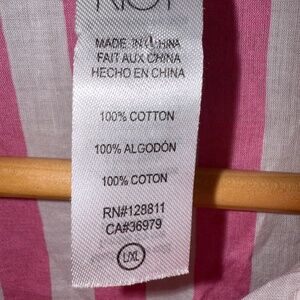 RIOT
MADE IN CHINA
FAIT AUX CHINA
HECHO EN CHINA
100% COTTON
100% ALGODÓN
100% COTON
RN#128811
CA#36979
L/XL